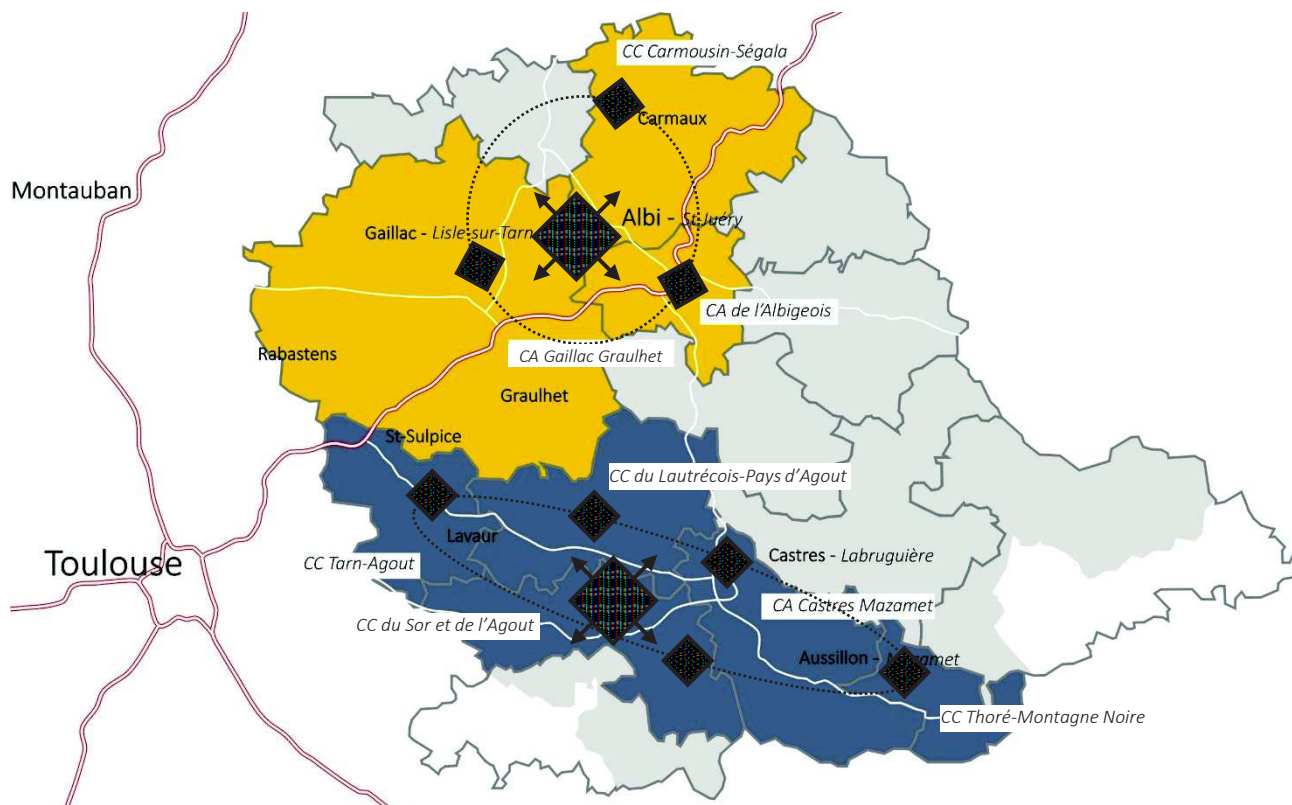 CC Carmousin-Ségala
Carmaux
Montauban
Albi - St-Juéry
Gaillac - Lisle-sur-Tarn
CA de l'Albigeois
CA Gaillac Graulhet
Rabastens
Graulhet
St-Sulpice
CC du Lautrécois-Pays d'Agout
Lavaur
Toulouse
CC Tarn-Agout
Castres - Labruguière
CA Castres Mazamet
CC du Sor et de l'Agout
Aussillon - Mazamet
CC Thoré-Montagne Noire